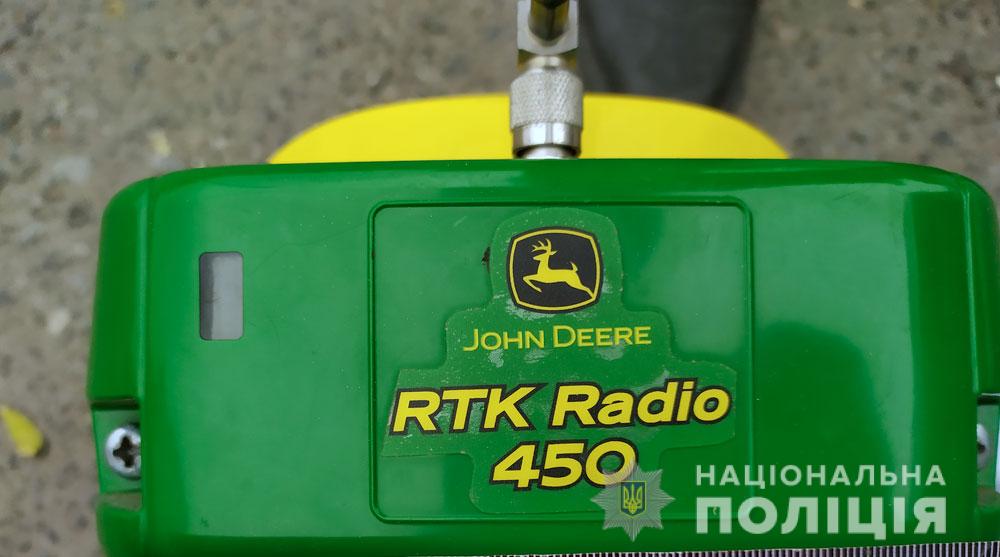 JOHN DEERE
RTK Radio
450
НАЦІОНАЛЬНА
ПОЛІЦІЯ